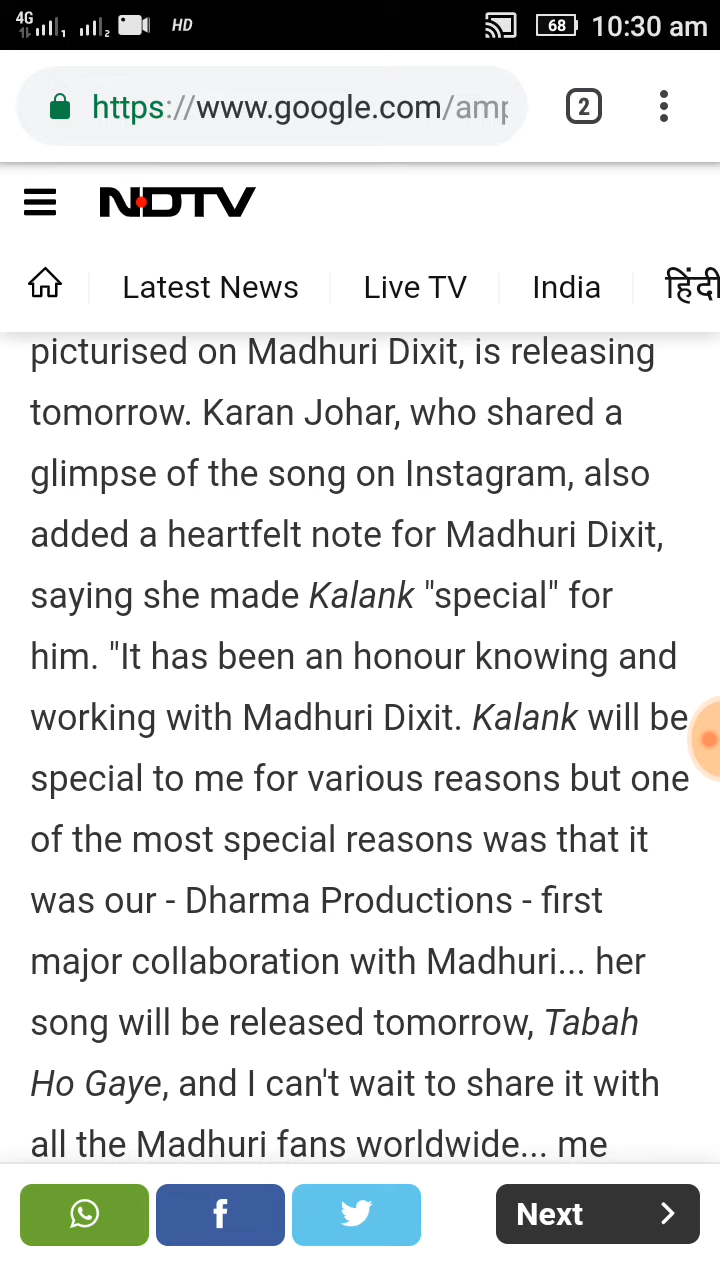 4G 1 2 HD 68 10:30 am
https://www.google.com/amp 2
NDTV
Latest News Live TV India हिंदी
picturised on Madhuri Dixit, is releasing
tomorrow. Karan Johar, who shared a
glimpse of the song on Instagram, also
added a heartfelt note for Madhuri Dixit,
saying she made Kalank "special" for
him. "It has been an honour knowing and
working with Madhuri Dixit. Kalank will be
special to me for various reasons but one
of the most special reasons was that it
was our - Dharma Productions - first
major collaboration with Madhuri... her
song will be released tomorrow, Tabah
Ho Gaye, and I can't wait to share it with
all the Madhuri fans worldwide... me
Next